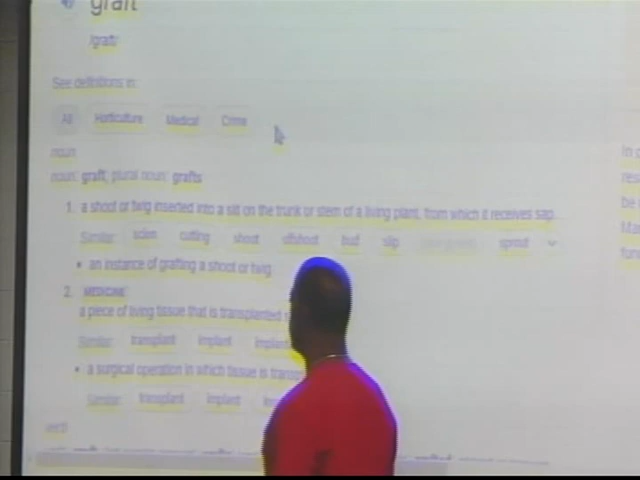 graft
/graft/
See definitions in:
All Horticulture Medical Crime
noun
noun: graft; plural noun: grafts
1. a shoot or twig inserted into a slit on the trunk or stem of a living plant, from which it receives sap.
Similar: scion cutting shoot offshoot bud slip sprout
• an instance of grafting a shoot or twig.
2. MEDICINE
a piece of living tissue that is transplanted
Similar: transplant implant
• a surgical operation in which tissue is
Similar: transplant implant
verb